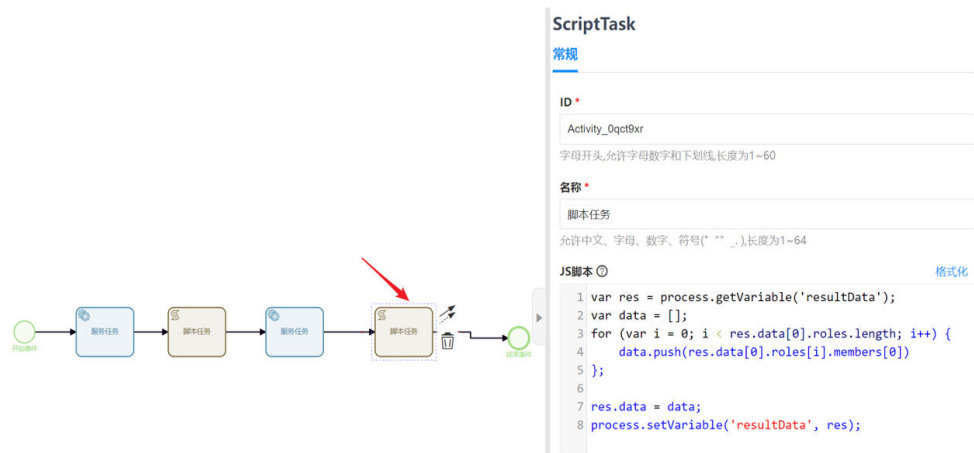 ScriptTask
常规
ID *
Activity_0qct9xr
字母开头,允许字母数字和下划线,长度为1~60
名称 *
脚本任务
允许中文、字母、数字、符号(" "" _. ),长度为1~64
JS脚本 ?
格式化
1 var res = process.getVariable('resultData');
2 var data = [];
3 for (var i = 0; i < res.data[0].roles.length; i++) {
4     data.push(res.data[0].roles[i].members[0])
5 };
6
7 res.data = data;
8 process.setVariable('resultData', res);
开始事件
服务任务
脚本任务
服务任务
脚本任务
结束事件